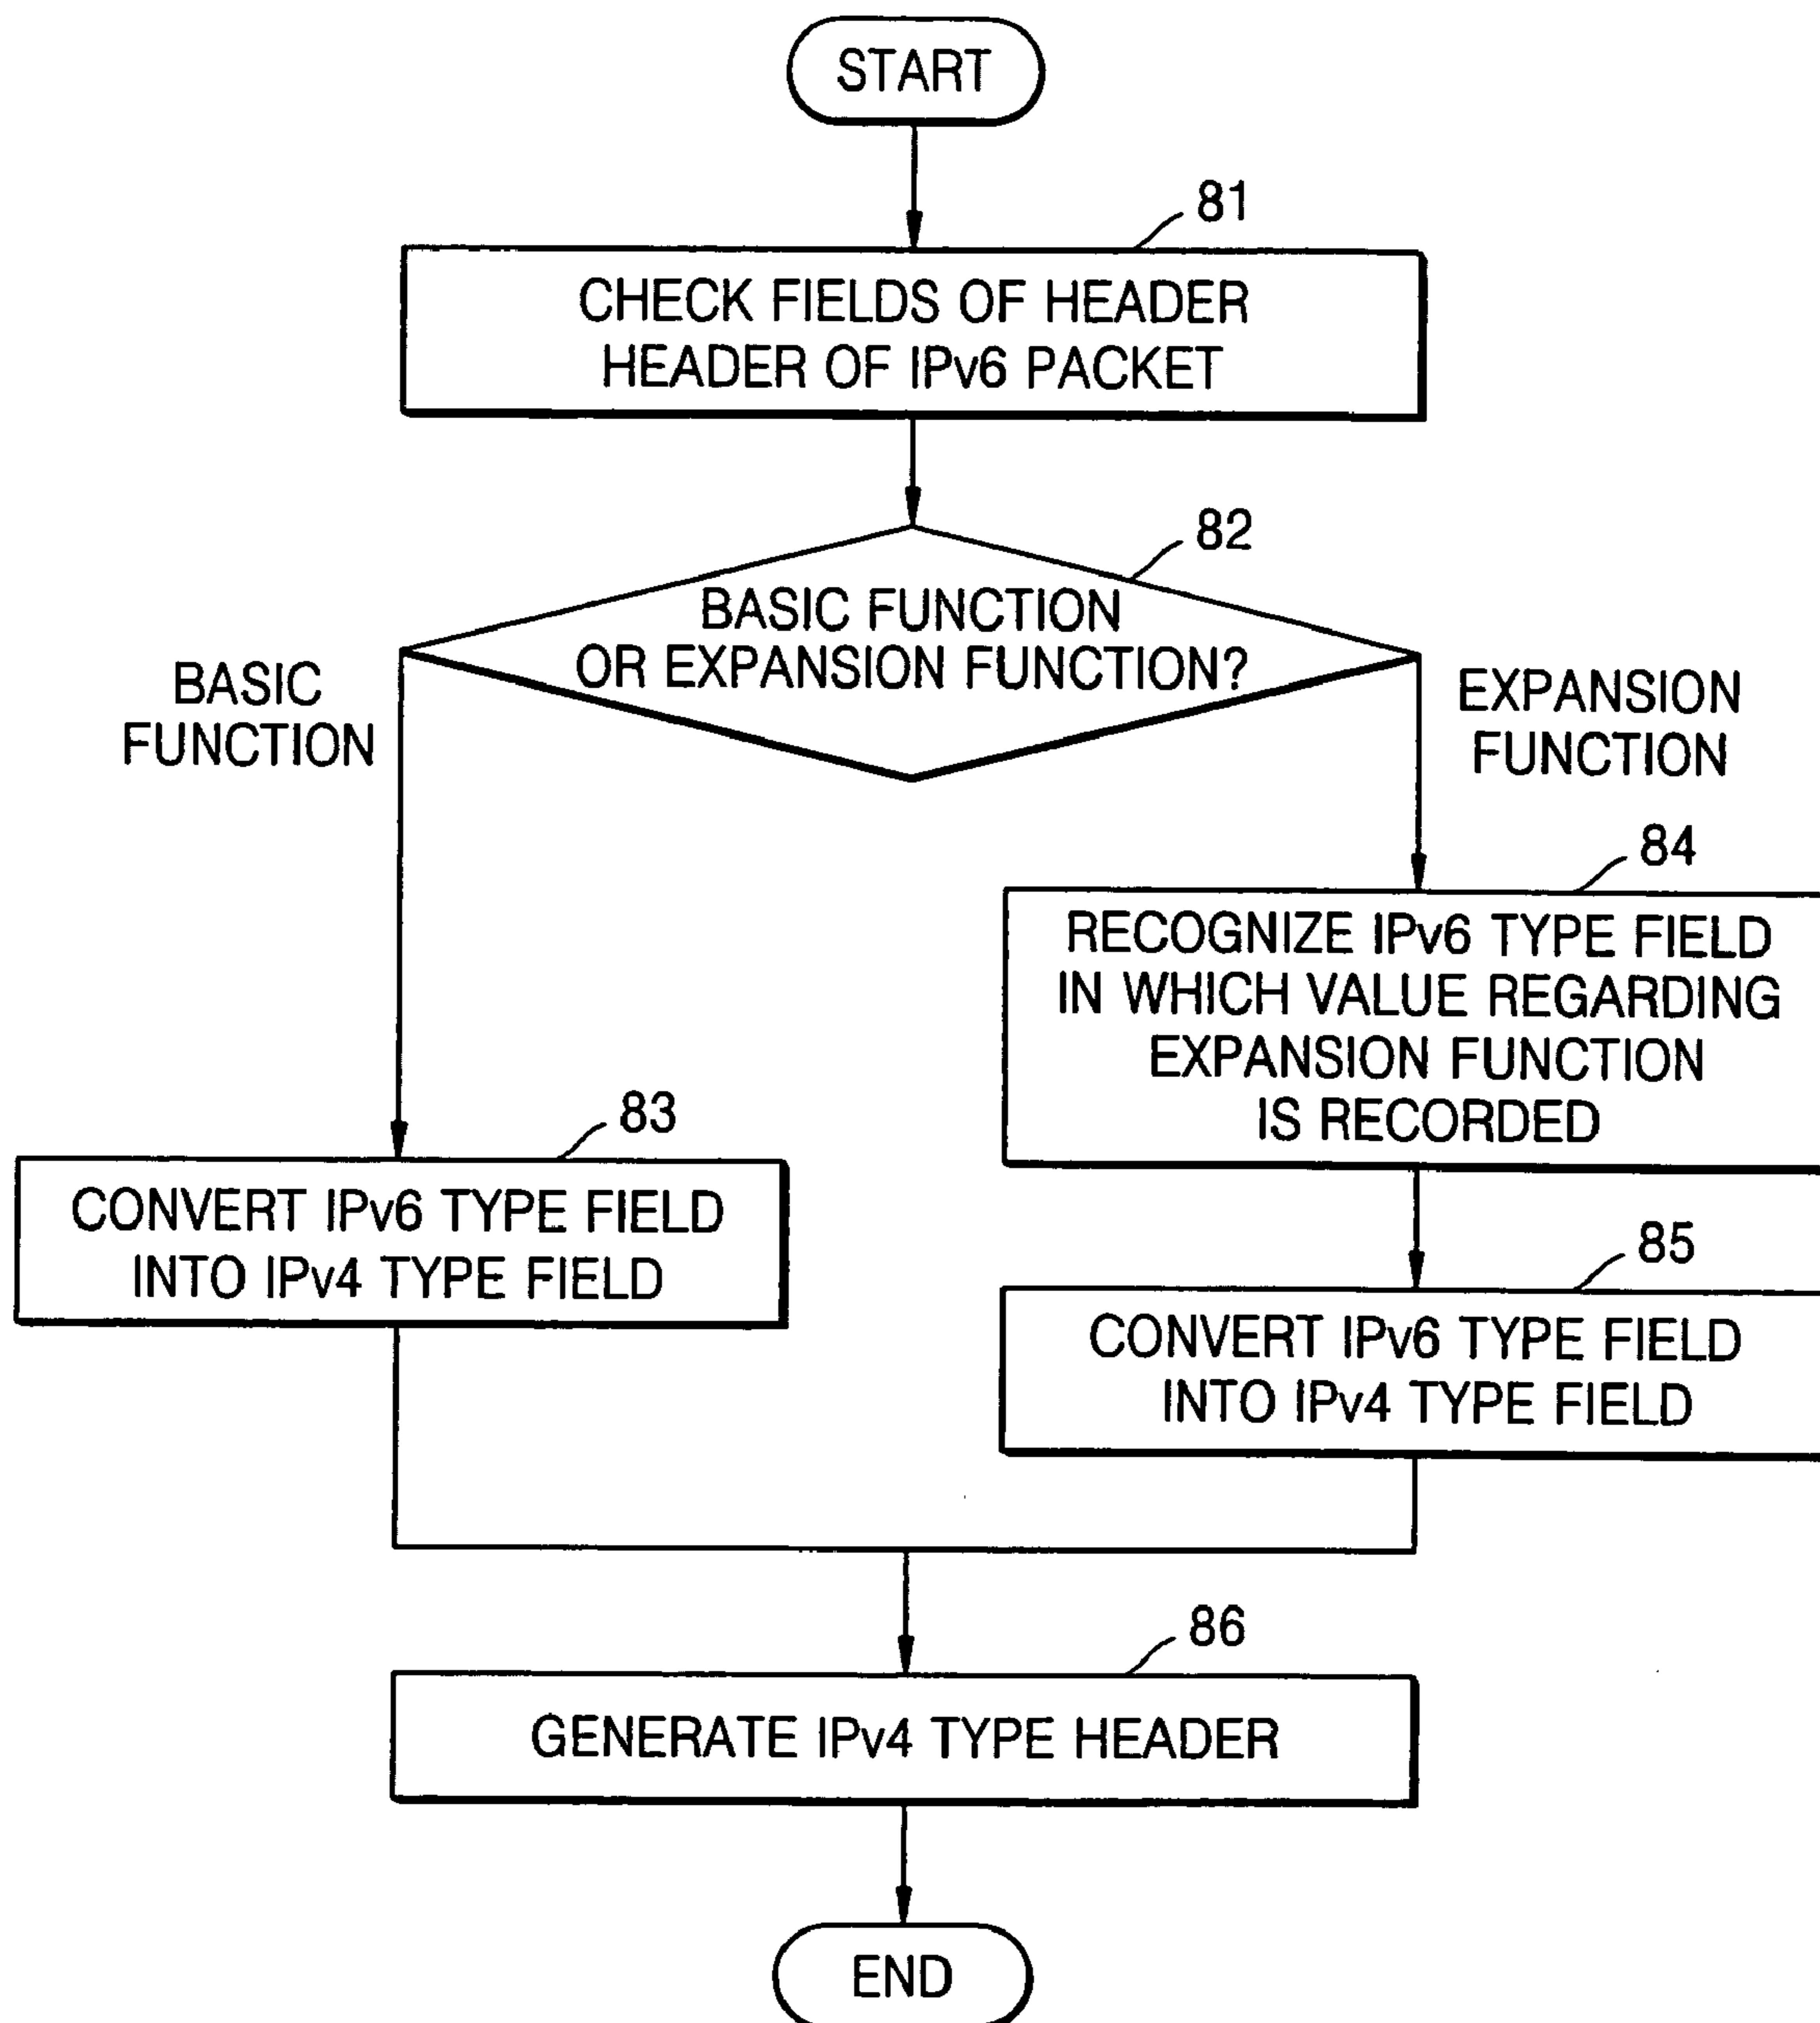 START
81
CHECK FIELDS OF HEADER
HEADER OF IPv6 PACKET
82
BASIC FUNCTION
OR EXPANSION FUNCTION?
BASIC
FUNCTION
EXPANSION
FUNCTION
84
RECOGNIZE IPv6 TYPE FIELD
IN WHICH VALUE REGARDING
EXPANSION FUNCTION
IS RECORDED
83
CONVERT IPv6 TYPE FIELD
INTO IPv4 TYPE FIELD
85
CONVERT IPv6 TYPE FIELD
INTO IPv4 TYPE FIELD
86
GENERATE IPv4 TYPE HEADER
END